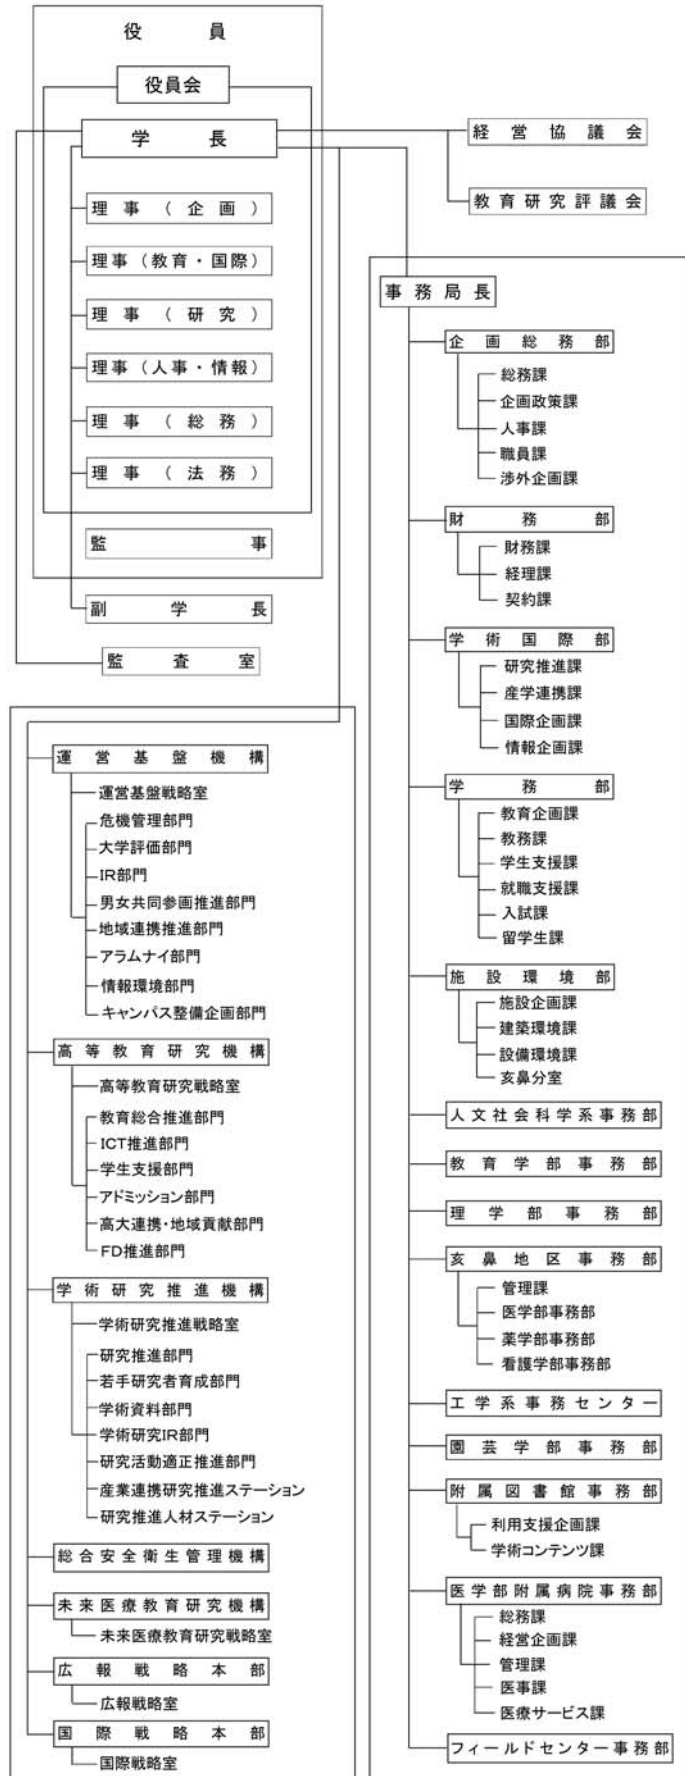 役員
役員会
学長
経営協議会
教育研究評議会
理事（企画）
理事（教育・国際）
理事（研究）
理事（人事・情報）
理事（総務）
理事（法務）
監事
副学長
監査室
運営基盤機構
運営基盤戦略室
危機管理部門
大学評価部門
IR部門
男女共同参画推進部門
地域連携推進部門
アラムナイ部門
情報環境部門
キャンパス整備企画部門
高等教育研究機構
高等教育研究戦略室
教育総合推進部門
ICT推進部門
学生支援部門
アドミッション部門
高大連携・地域貢献部門
FD推進部門
学術研究推進機構
学術研究推進戦略室
研究推進部門
若手研究者育成部門
学術資料部門
学術研究IR部門
研究活動適正推進部門
産業連携研究推進ステーション
研究推進人材ステーション
総合安全衛生管理機構
未来医療教育研究機構
未来医療教育研究戦略室
広報戦略本部
広報戦略室
国際戦略本部
国際戦略室
事務局長
企画総務部
総務課
企画政策課
人事課
職員課
渉外企画課
財務部
財務課
経理課
契約課
学術国際部
研究推進課
産学連携課
国際企画課
情報企画課
学務部
教育企画課
教務課
学生支援課
就職支援課
入試課
留学生課
施設環境部
施設企画課
建築環境課
設備環境課
亥鼻分室
人文社会科学系事務部
教育学部事務部
理学部事務部
亥鼻地区事務部
管理課
医学部事務部
薬学部事務部
看護学部事務部
工学系事務センター
園芸学部事務部
附属図書館事務部
利用支援企画課
学術コンテンツ課
医学部附属病院事務部
総務課
経営企画課
管理課
医事課
医療サービス課
フィールドセンター事務部